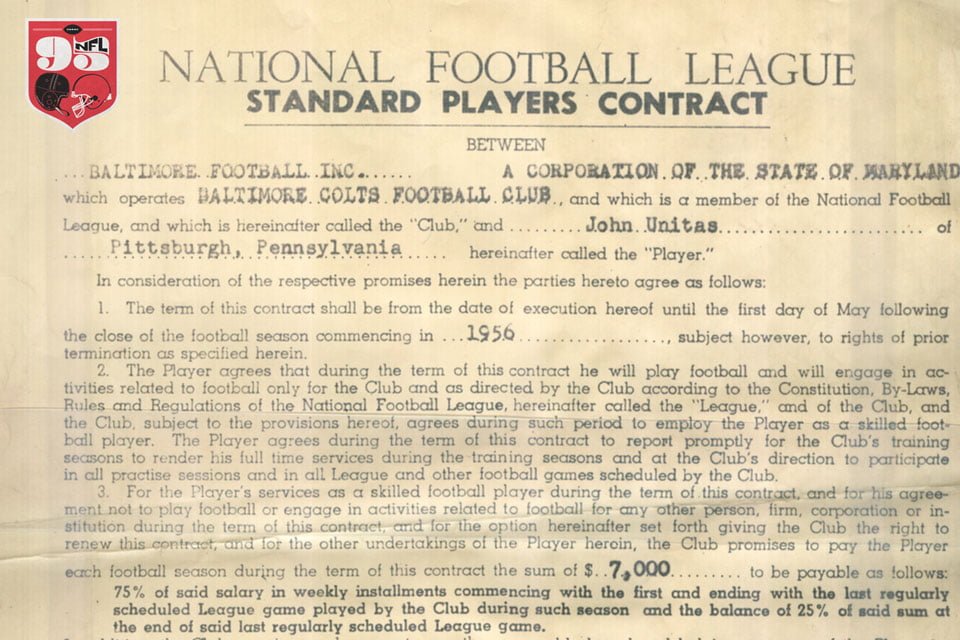 95 NFL
NATIONAL FOOTBALL LEAGUE
STANDARD PLAYERS CONTRACT
BETWEEN
...BALTIMORE FOOTBALL INC....... A CORPORATION OF THE STATE OF MARYLAND
which operates BALTIMORE COLTS FOOTBALL CLUB., and which is a member of the National Football
League, and which is hereinafter called the "Club," and .........John Unitas........................ of
......Pittsburgh, Pennsylvania...... hereinafter called the "Player."
In consideration of the respective promises herein the parties hereto agree as follows:
1. The term of this contract shall be from the date of execution hereof until the first day of May following
the close of the football season commencing in ...1956..................., subject however, to rights of prior
termination as specified herein.
2. The Player agrees that during the term of this contract he will play football and will engage in ac-
tivities related to football only for the Club and as directed by the Club according to the Constitution, By-Laws,
Rules and Regulations of the National Football League, hereinafter called the "League," and of the Club, and
the Club, subject to the provisions hereof, agrees during such period to employ the Player as a skilled foot-
ball player. The Player agrees during the term of this contract to report promptly for the Club's training
seasons to render his full time services during the training seasons and at the Club's direction to participate
in all practise sessions and in all League and other football games scheduled by the Club.
3. For the Player's services as a skilled football player during the term of this contract, and for his agree-
ment not to play football or engage in activities related to football for any other person, firm, corporation or in-
stitution during the term of this contract, and for the option hereinafter set forth giving the Club the right to
renew this contract, and for the other undertakings of the Player heroin, the Club promises to pay the Player
each football season during the term of this contract the sum of $..7,000......... to be payable as follows:
75% of said salary in weekly installments commencing with the first and ending with the last regularly
scheduled League game played by the Club during such season and the balance of 25% of said sum at
the end of said last regularly scheduled League game.